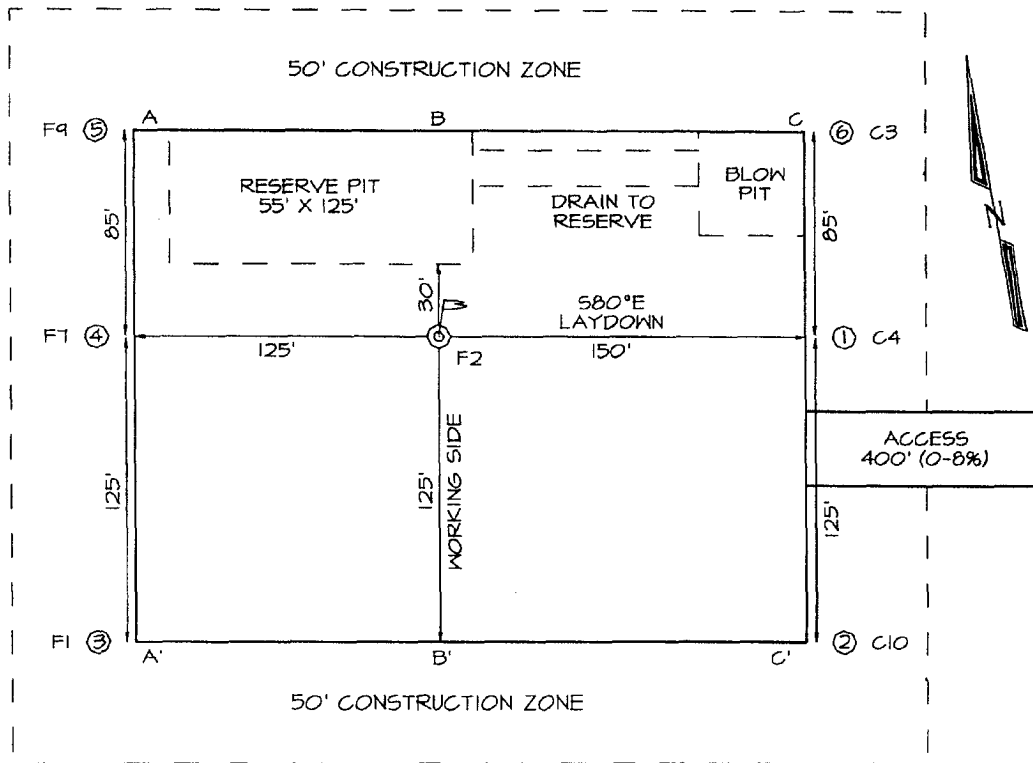 50' CONSTRUCTION ZONE
A
B
C
F9 5
6 C3
RESERVE PIT
55' X 125'
BLOW
PIT
DRAIN TO
RESERVE
85'
85'
N
30'
S80°E
LAYDOWN
F7 4
1 C4
125'
F2
150'
ACCESS
400' (0-8%)
125'
125'
WORKING SIDE
125'
F1 3
2 C10
A'
B'
C'
50' CONSTRUCTION ZONE